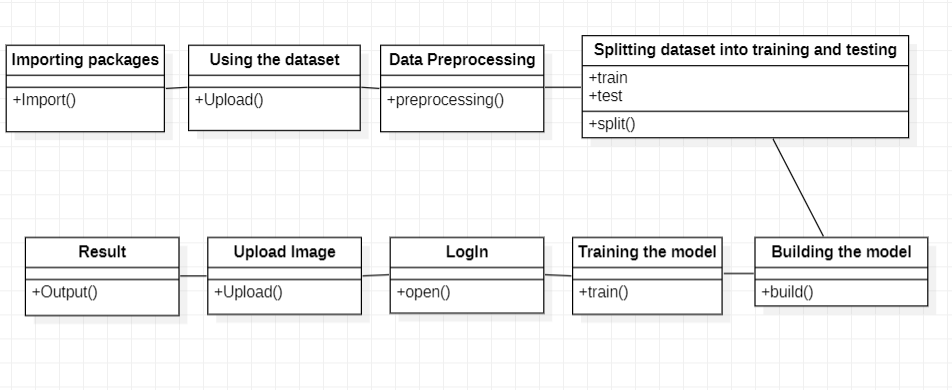 Importing packages
+Import()
Using the dataset
+Upload()
Data Preprocessing
+preprocessing()
Splitting dataset into training and testing
+train
+test
+split()
Result
+Output()
Upload Image
+Upload()
LogIn
+open()
Training the model
+train()
Building the model
+build()